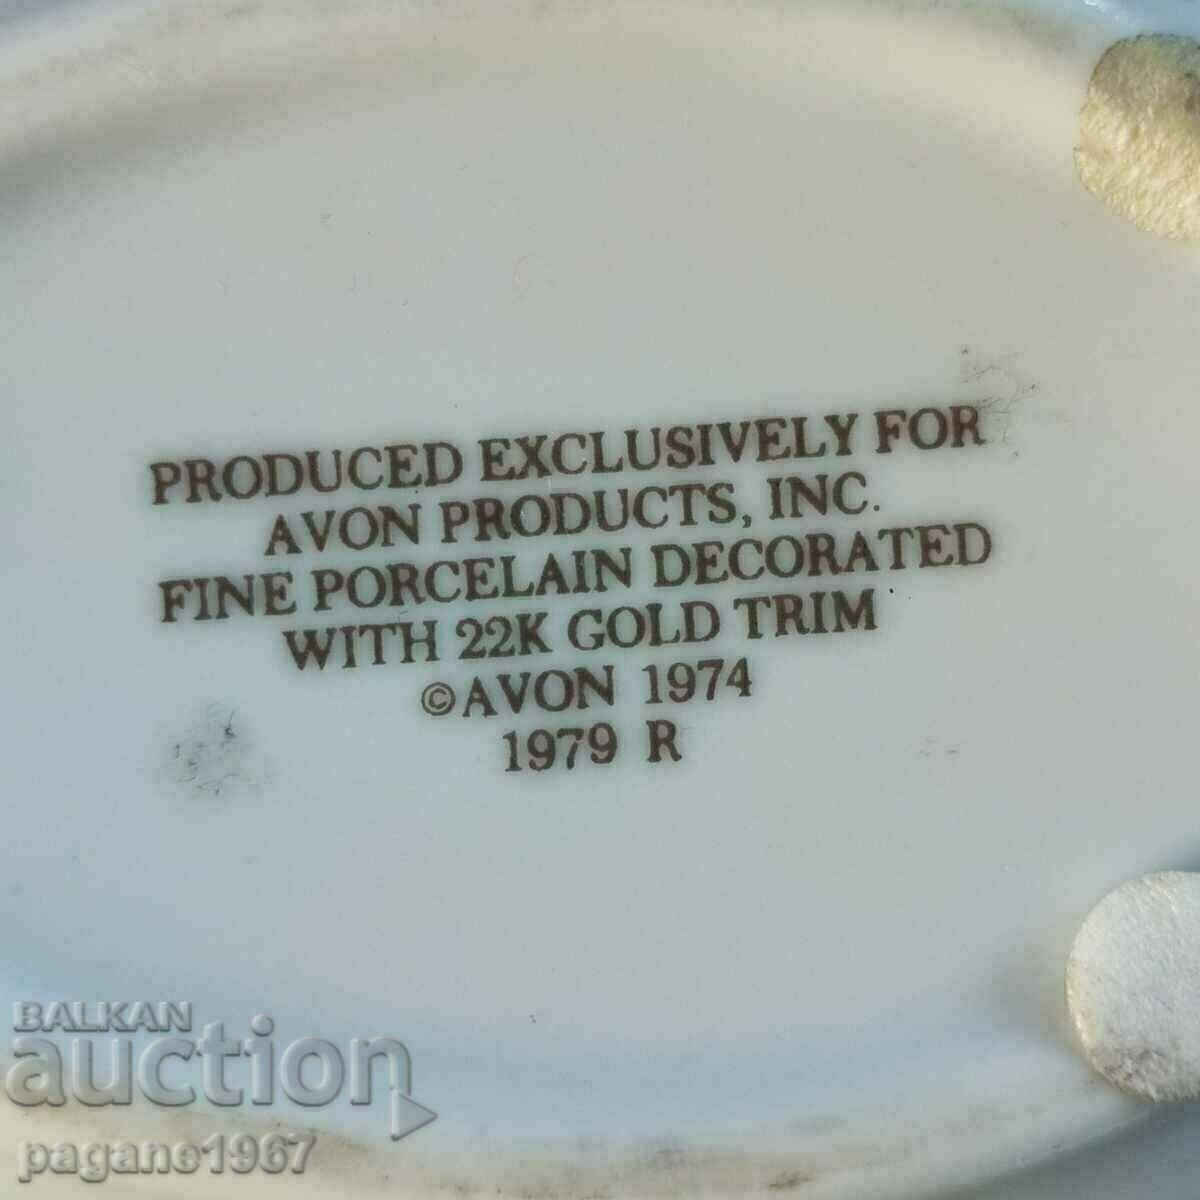 PRODUCED EXCLUSIVELY FOR
AVON PRODUCTS, INC.
FINE PORCELAIN DECORATED
WITH 22K GOLD TRIM
©AVON 1974
1979 R
BALKAN
auction
pagane1967